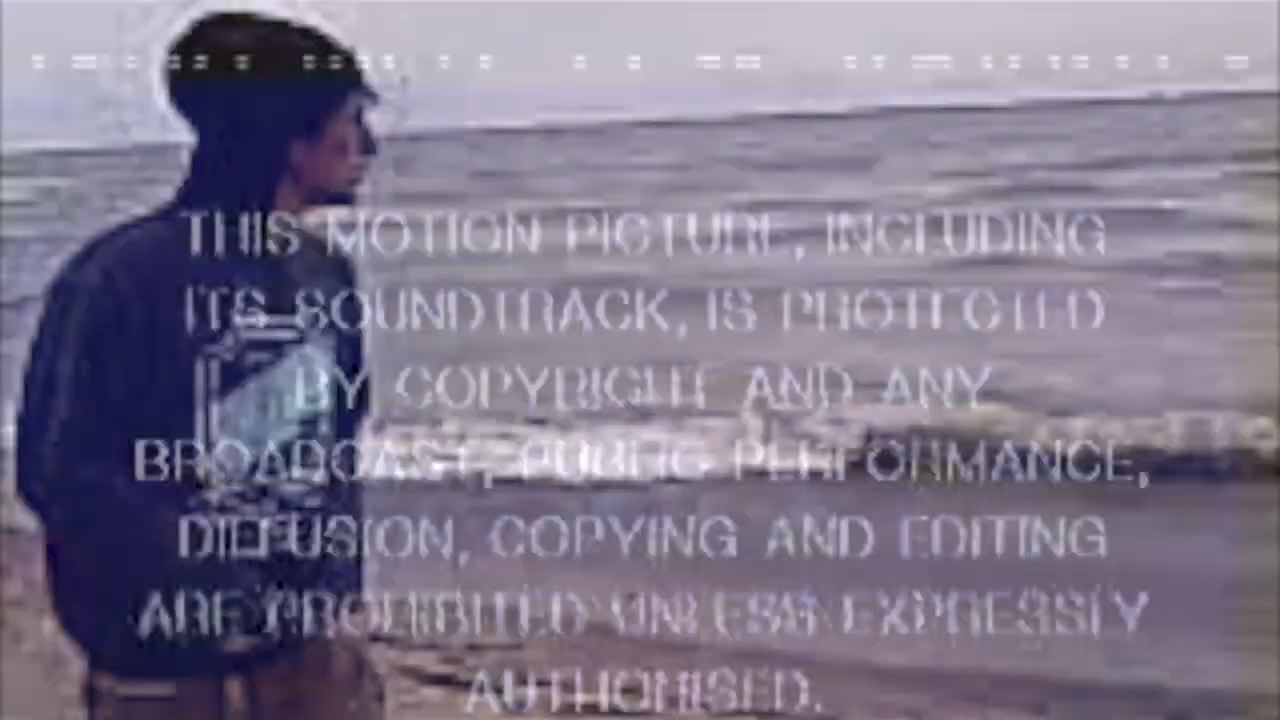 THIS MOTION PICTURE, INCLUDING
ITS SOUNDTRACK, IS PROTECTED
BY COPYRIGHT AND ANY
BROADCAST, PUBLIC PERFORMANCE,
DIFFUSION, COPYING AND EDITING
ARE PROHIBITED UNLESS EXPRESSLY
AUTHORISED.